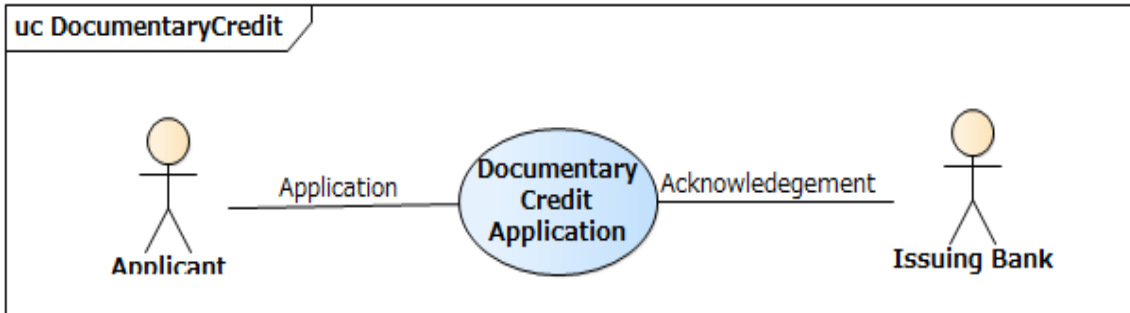 uc DocumentaryCredit
Application
Documentary
Credit
Application
Acknowledegement
Applicant
Issuing Bank